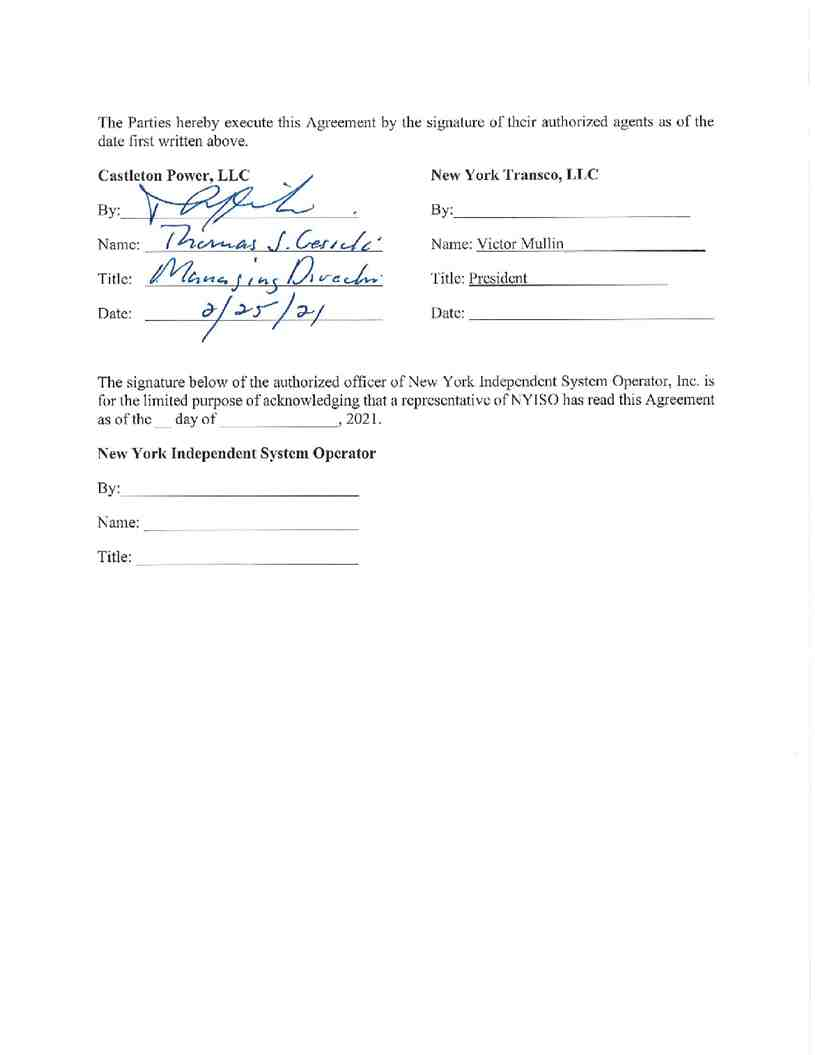 The Parties hereby execute this Agreement by the signature of their authorized agents as of the
date first written above.
Castleton Power, LLC
New York Transco, LLC
By:
By:
Name: Thomas J.
Name: Victor Mullin
Title: Managing Director
Title: President
Date: 2/25/21
Date:
The signature below of the authorized officer of New York Independent System Operator, Inc. is
for the limited purpose of acknowledging that a representative of NYISO has read this Agreement
as of the __ day of ________________, 2021.
New York Independent System Operator
By:
Name:
Title: